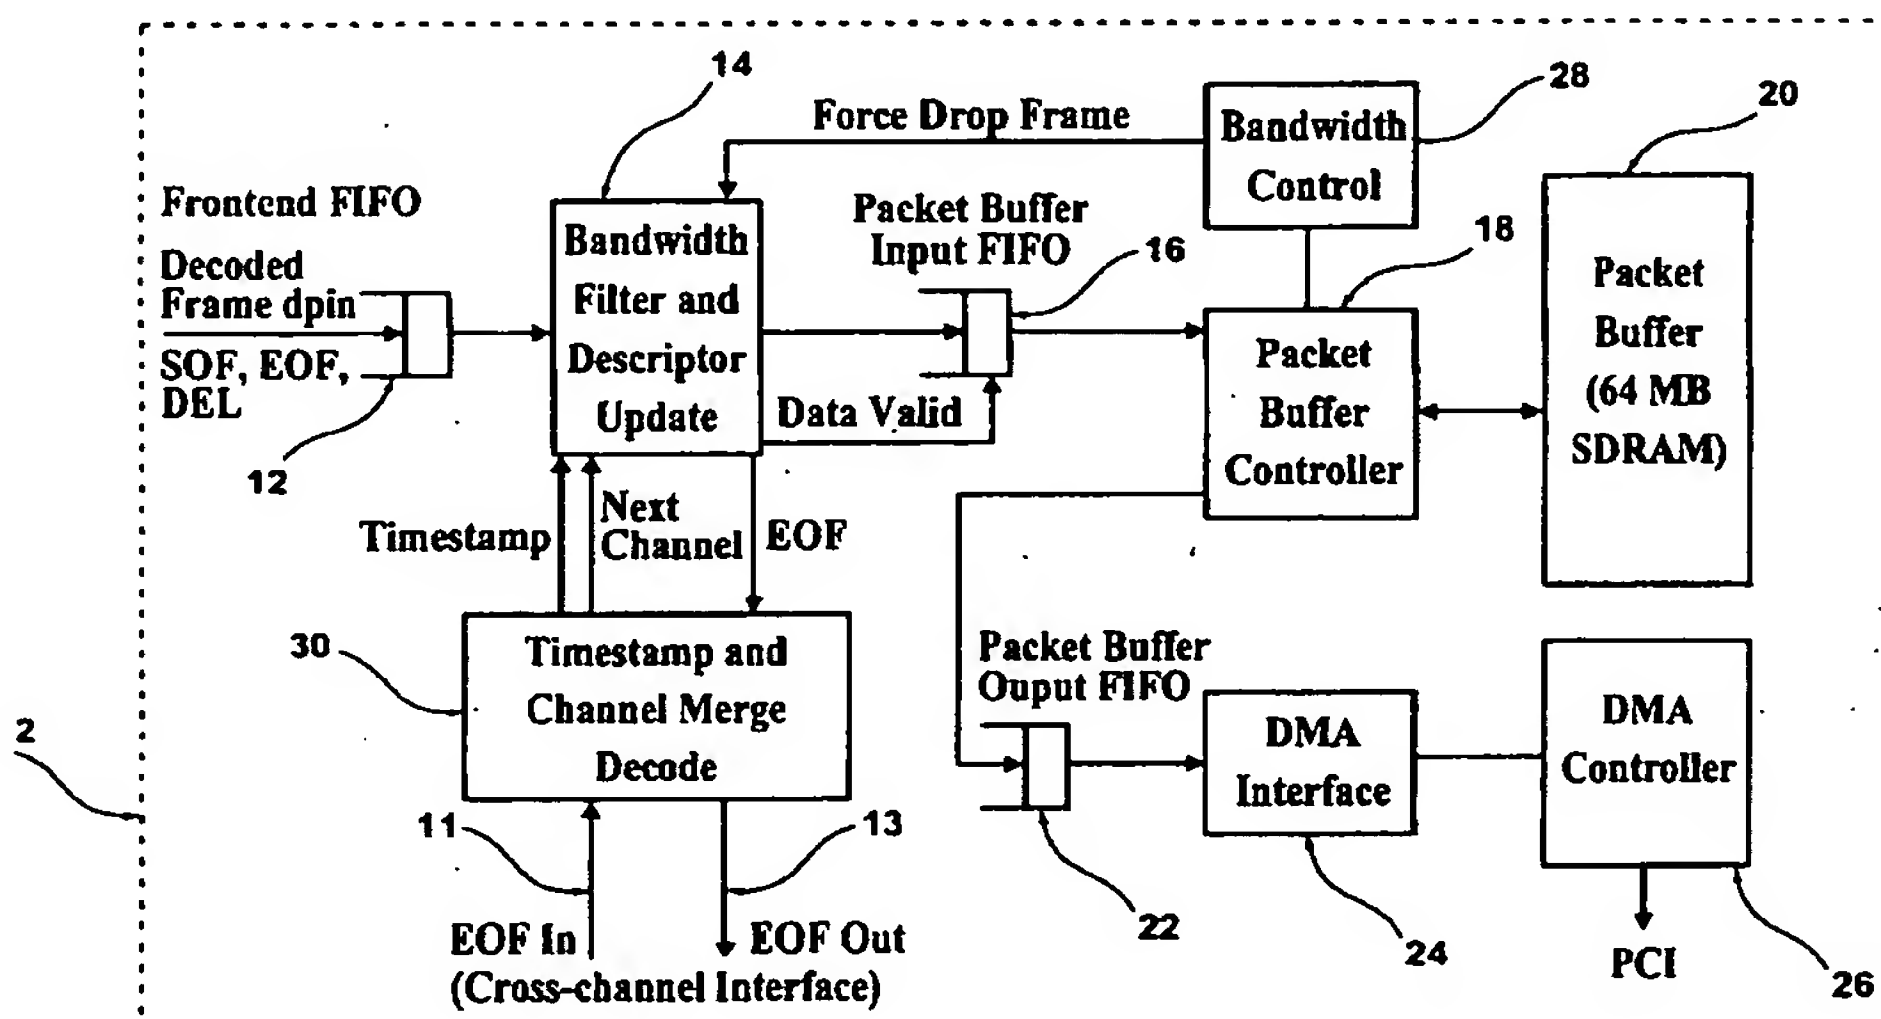 14
28
20
Force Drop Frame
Bandwidth
Control
Frontend FIFO
Decoded
Frame dpin
SOF, EOF,
DEL
12
Bandwidth
Filter and
Descriptor
Update
Packet Buffer
Input FIFO
16
18
Data Valid
Packet
Buffer
Controller
Packet
Buffer
(64 MB
SDRAM)
Timestamp
Next
Channel
EOF
30
Timestamp and
Channel Merge
Decode
Packet Buffer
Ouput FIFO
DMA
Interface
DMA
Controller
2
11
13
22
24
26
EOF In
EOF Out
(Cross-channel Interface)
PCI